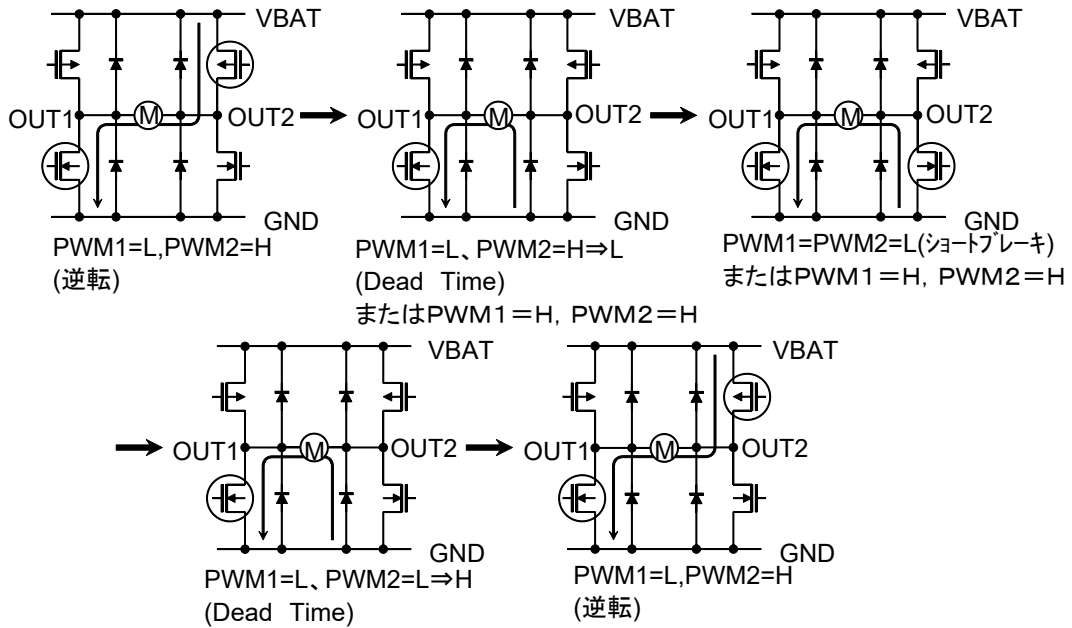 VBAT
OUT1
M
OUT2
GND
PWM1=L,PWM2=H
(逆転)
VBAT
OUT1
M
OUT2
GND
PWM1=L、PWM2=H⇒L
(Dead Time)
またはPWM1=H, PWM2=H
VBAT
OUT1
M
OUT2
GND
PWM1=PWM2=L(ショートブレーキ)
またはPWM1=H, PWM2=H
VBAT
OUT1
M
OUT2
GND
PWM1=L、PWM2=L⇒H
(Dead Time)
VBAT
OUT1
M
OUT2
GND
PWM1=L,PWM2=H
(逆転)